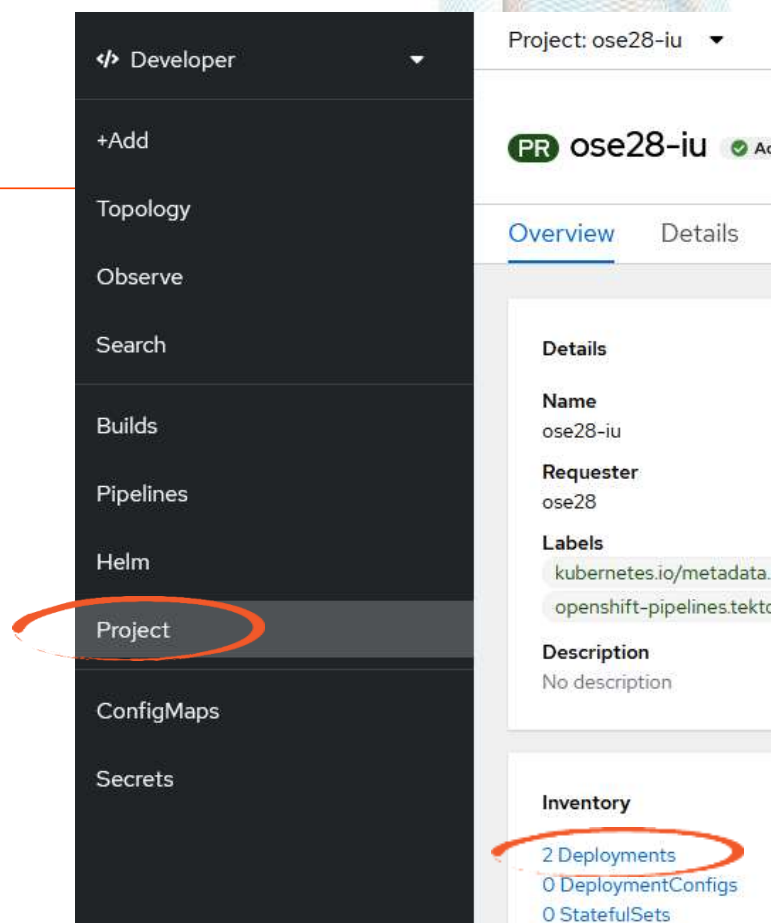 </> Developer
+Add
Topology
Observe
Search
Builds
Pipelines
Helm
Project
ConfigMaps
Secrets
Project: ose28-iu
PR ose28-iu
Overview Details
Details
Name
ose28-iu
Requester
ose28
Labels
kubernetes.io/metadata.
openshift-pipelines.tekto
Description
No description
Inventory
2 Deployments
0 DeploymentConfigs
0 StatefulSets